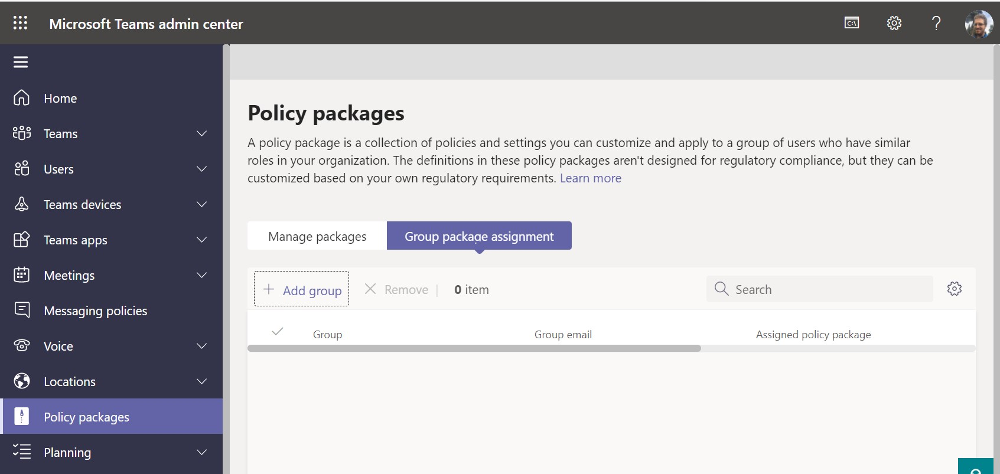 Microsoft Teams admin center
C:\
Home
Teams
Users
Teams devices
Teams apps
Meetings
Messaging policies
Voice
Locations
Policy packages
Planning
Policy packages
A policy package is a collection of policies and settings you can customize and apply to a group of users who have similar
roles in your organization. The definitions in these policy packages aren't designed for regulatory compliance, but they can be
customized based on your own regulatory requirements. Learn more
Manage packages Group package assignment
+ Add group Remove | 0 item Search
Group Group email Assigned policy package